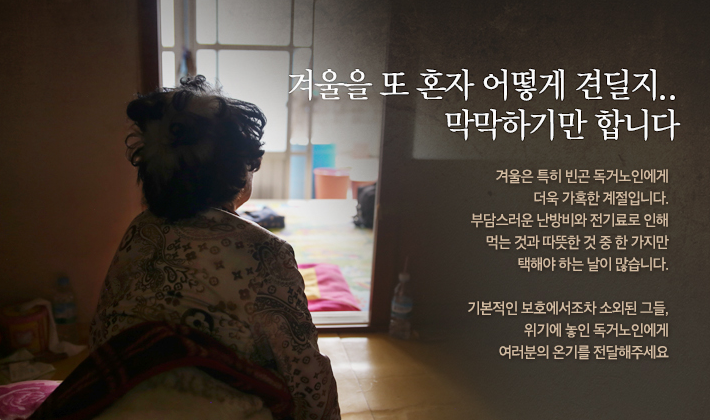 겨울을 또 혼자 어떻게 견딜지..
막막하기만 합니다
겨울은 특히 빈곤 독거노인에게
더욱 가혹한 계절입니다.
부담스러운 난방비와 전기료로 인해
먹는 것과 따뜻한 것 중 한 가지만
택해야 하는 날이 많습니다.
기본적인 보호에서조차 소외된 그들,
위기에 놓인 독거노인에게
여러분의 온기를 전달해주세요